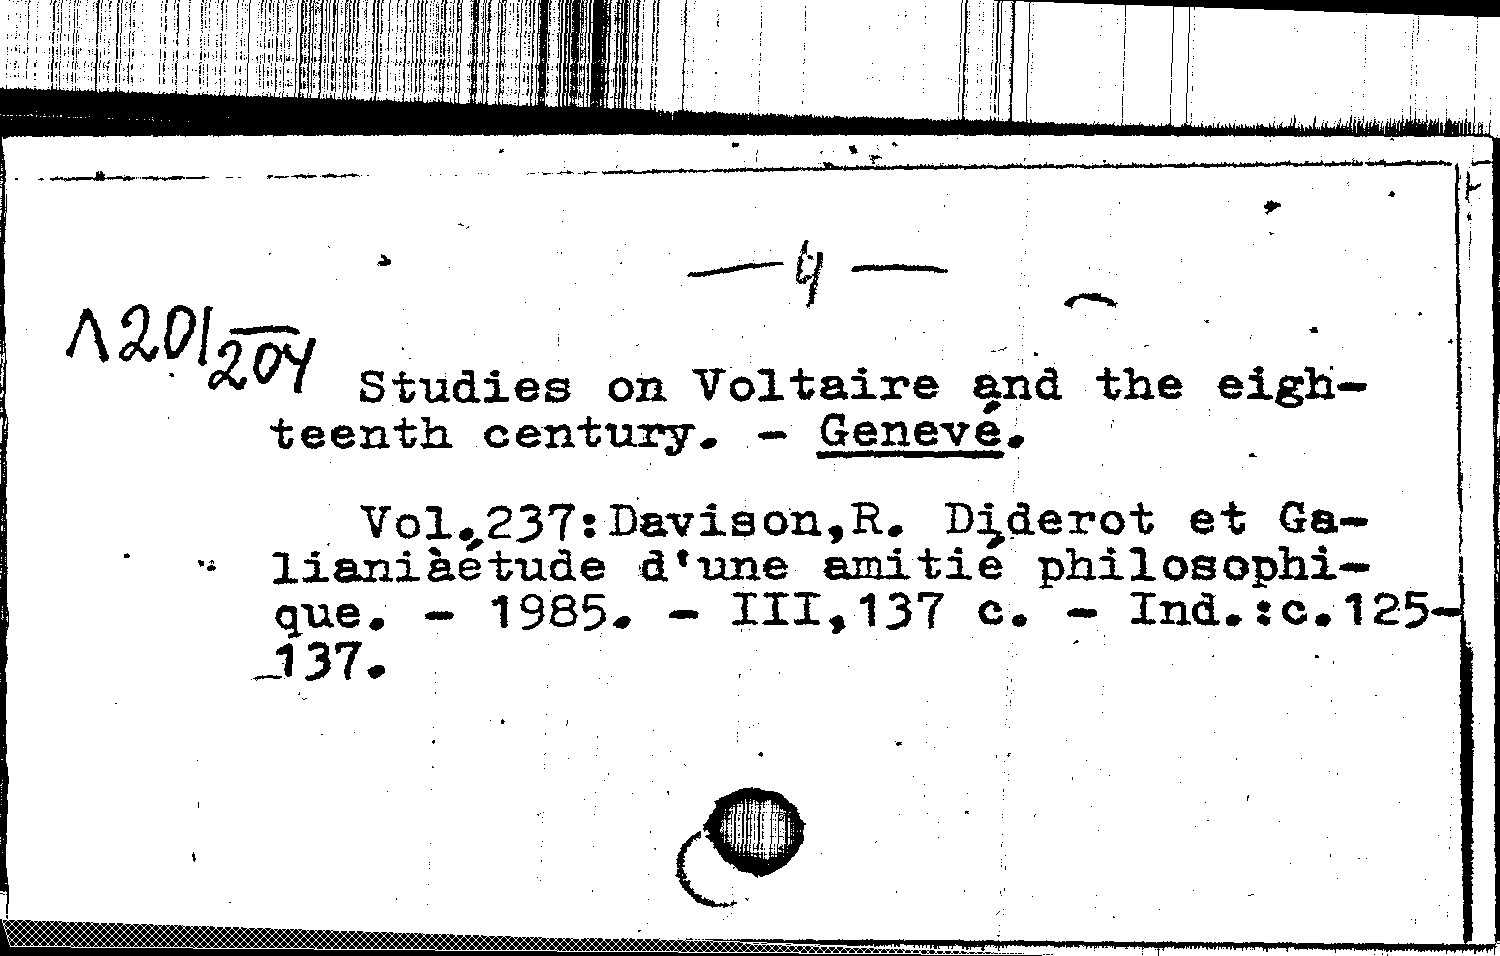 — 4 —
Л 20/204
Studies on Voltaire and the eigh-
teenth century. - Genevé.
Vol.237:Davison,R. Diderot et Ga-
lianiàétude d'une amitié philosophi-
que. - 1985. - III,137 c. - Ind.:c.125-
137.